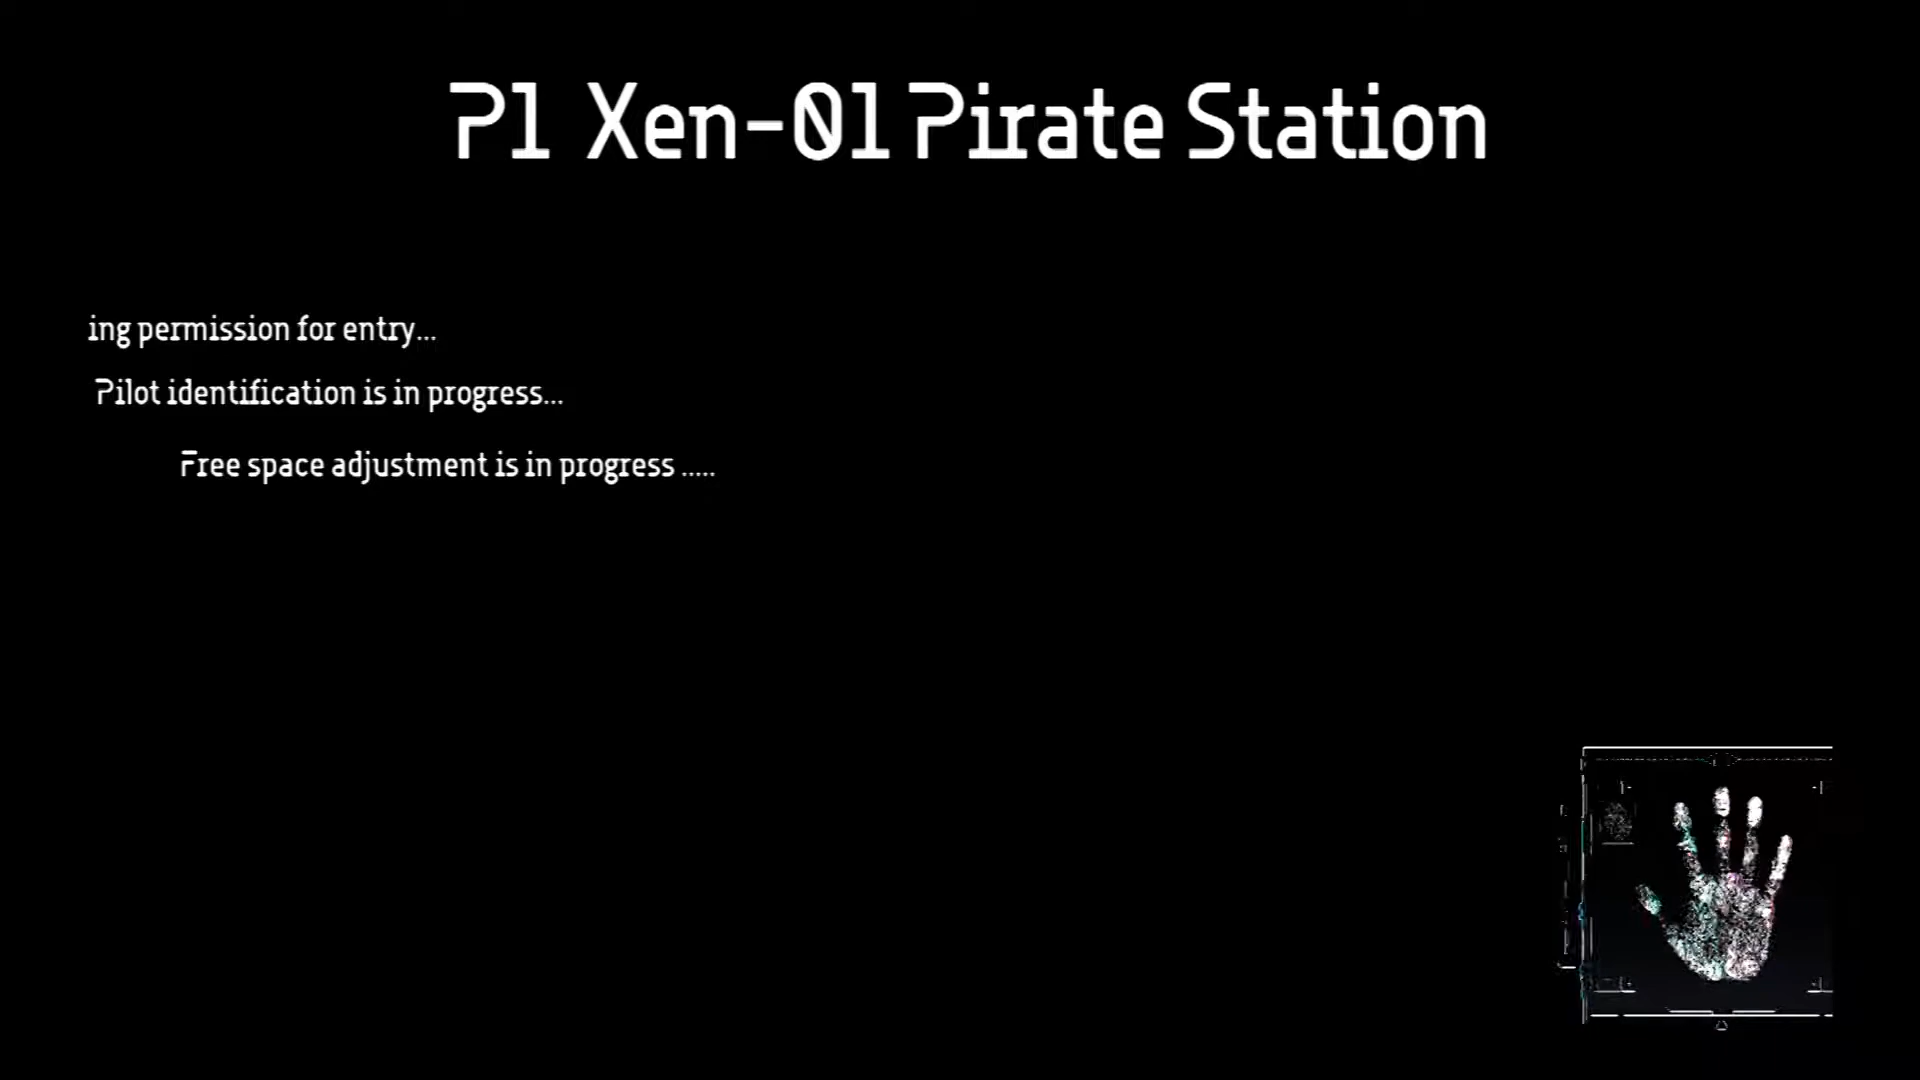 P1 Xen-01 Pirate Station
ing permission for entry...
Pilot identification is in progress...
Free space adjustment is in progress .....